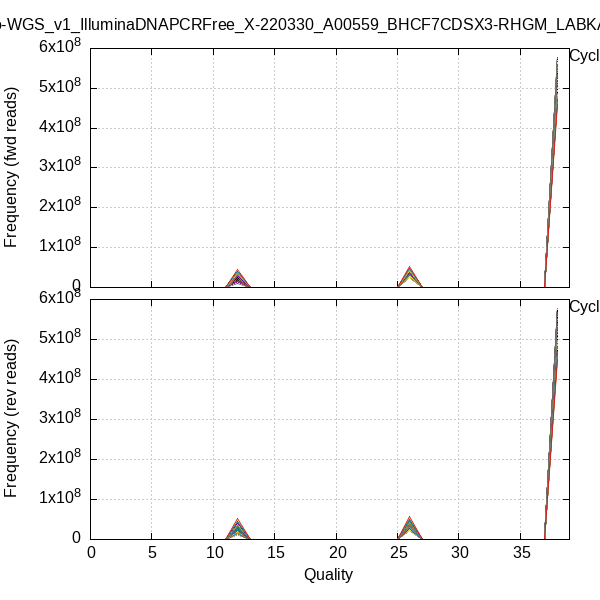 -WGS_v1_IlluminaDNAPCRFree_X-220330_A00559_BHCF7CDSX3-RHGM_LABKA
Cycl
Frequency (fwd reads)
6x10^8
5x10^8
4x10^8
3x10^8
2x10^8
1x10^8
0
Cycl
Frequency (rev reads)
6x10^8
5x10^8
4x10^8
3x10^8
2x10^8
1x10^8
0
0 5 10 15 20 25 30 35
Quality